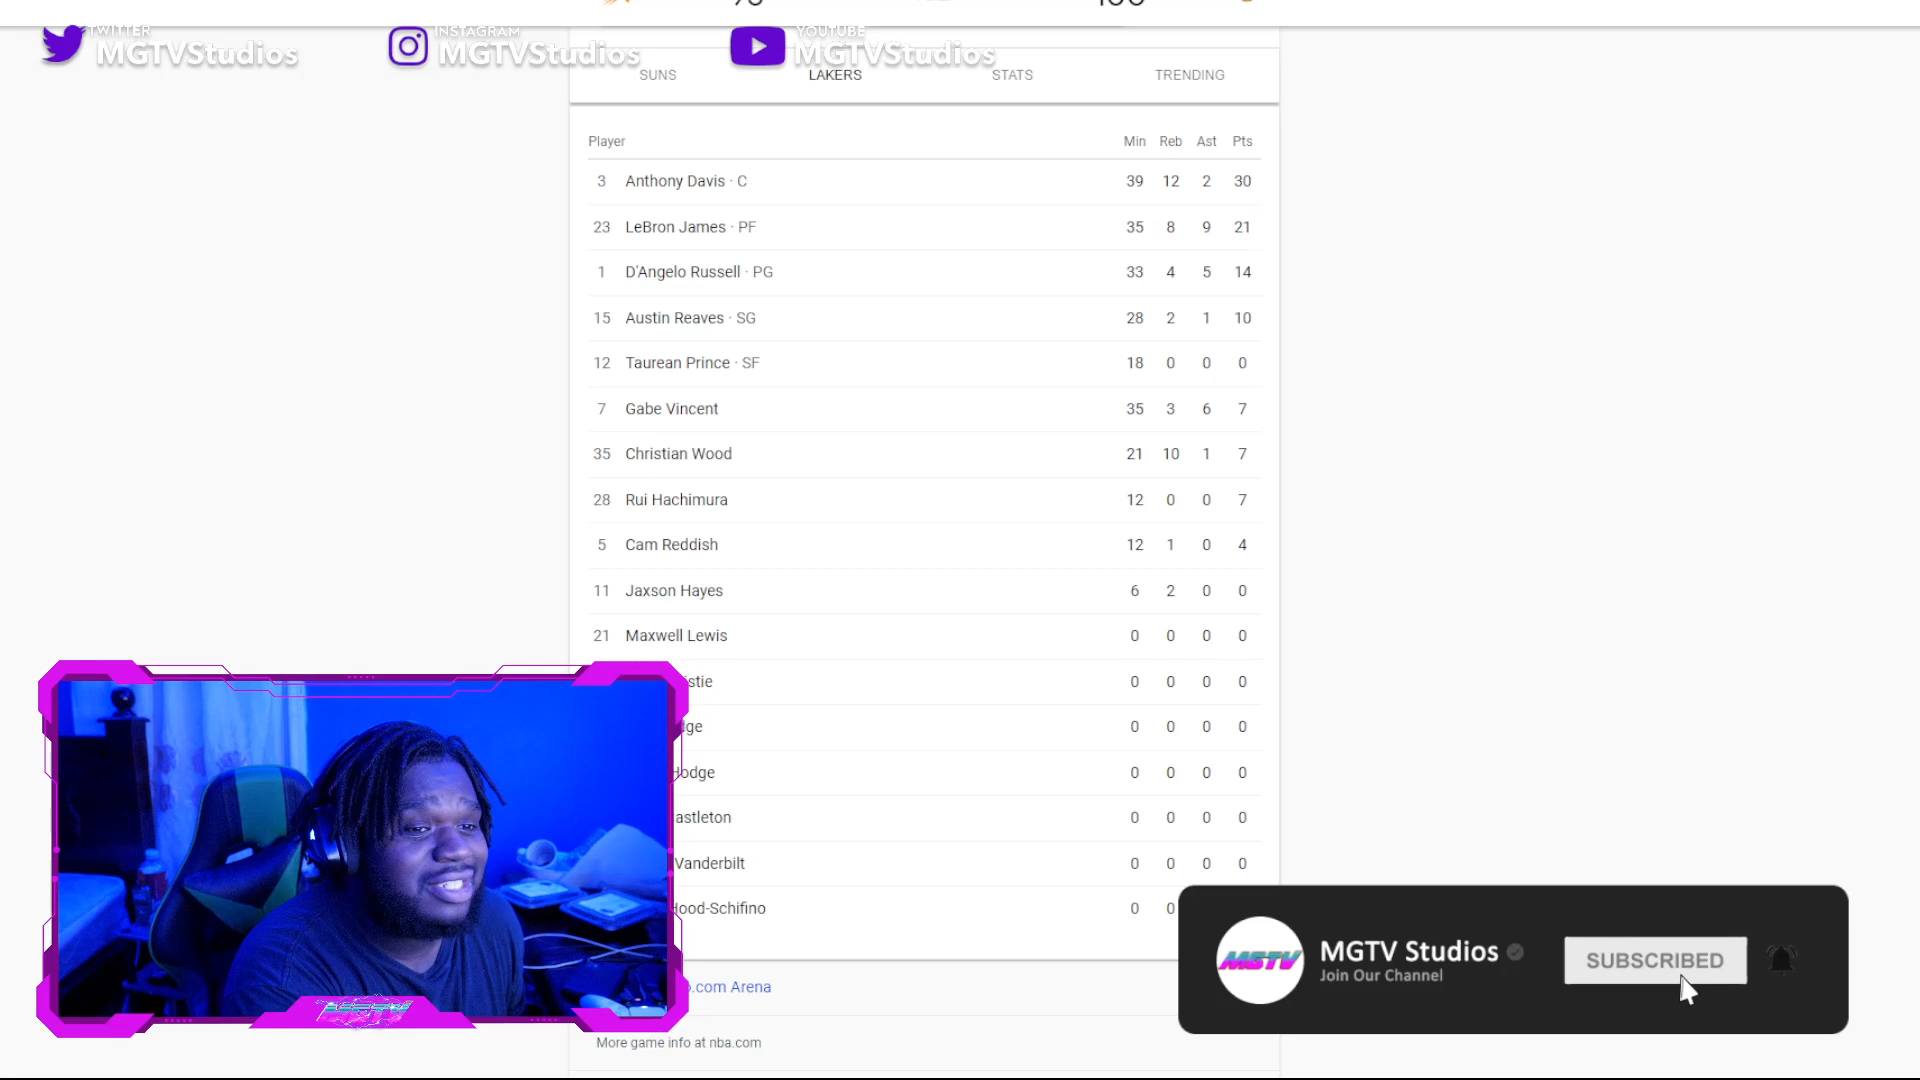 TWITTER
MGTVStudios
INSTAGRAM
MGTVStudios
YOUTUBE
MGTVStudios
SUNS LAKERS STATS TRENDING
Player Min Reb Ast Pts
3 Anthony Davis · C 39 12 2 30
23 LeBron James · PF 35 8 9 21
1 D'Angelo Russell · PG 33 4 5 14
15 Austin Reaves · SG 28 2 1 10
12 Taurean Prince · SF 18 0 0 0
7 Gabe Vincent 35 3 6 7
35 Christian Wood 21 10 1 7
28 Rui Hachimura 12 0 0 7
5 Cam Reddish 12 1 0 4
11 Jaxson Hayes 6 2 0 0
21 Maxwell Lewis 0 0 0 0
istie 0 0 0 0
ge 0 0 0 0
Hodge 0 0 0 0
astleton 0 0 0 0
Vanderbilt 0 0 0 0
Hood-Schifino 0 0
.com Arena
More game info at nba.com
MGTV
MGTV
MGTV Studios
Join Our Channel
SUBSCRIBED